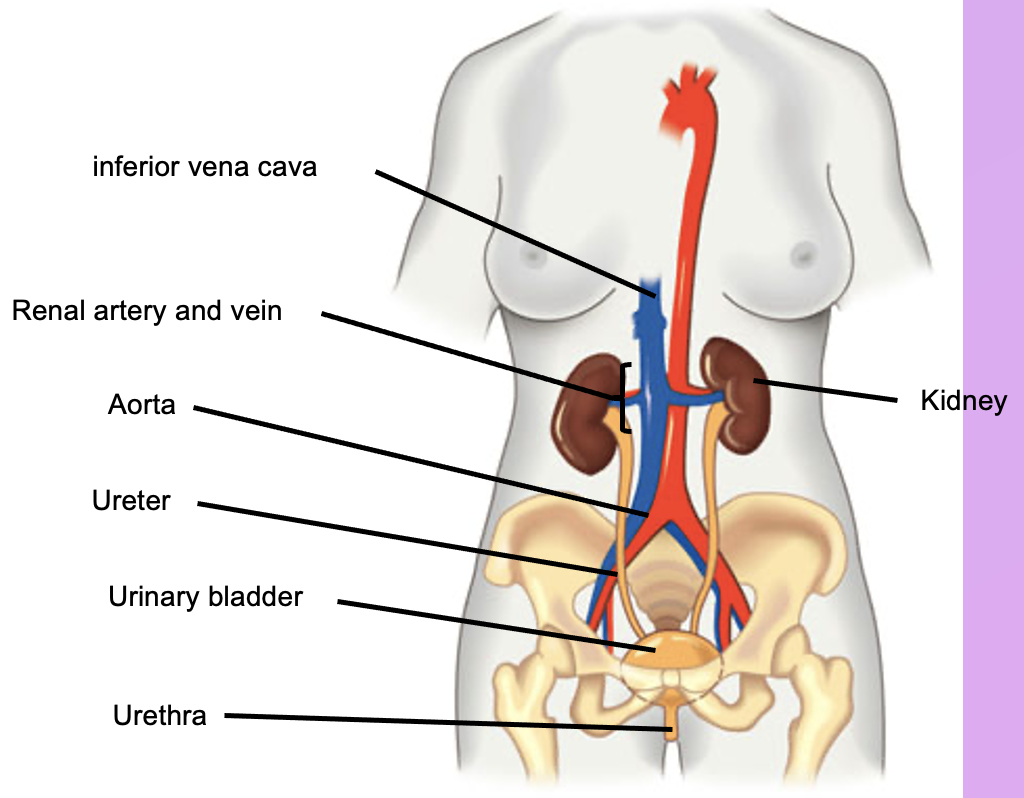 inferior vena cava
Renal artery and vein
Aorta
Kidney
Ureter
Urinary bladder
Urethra